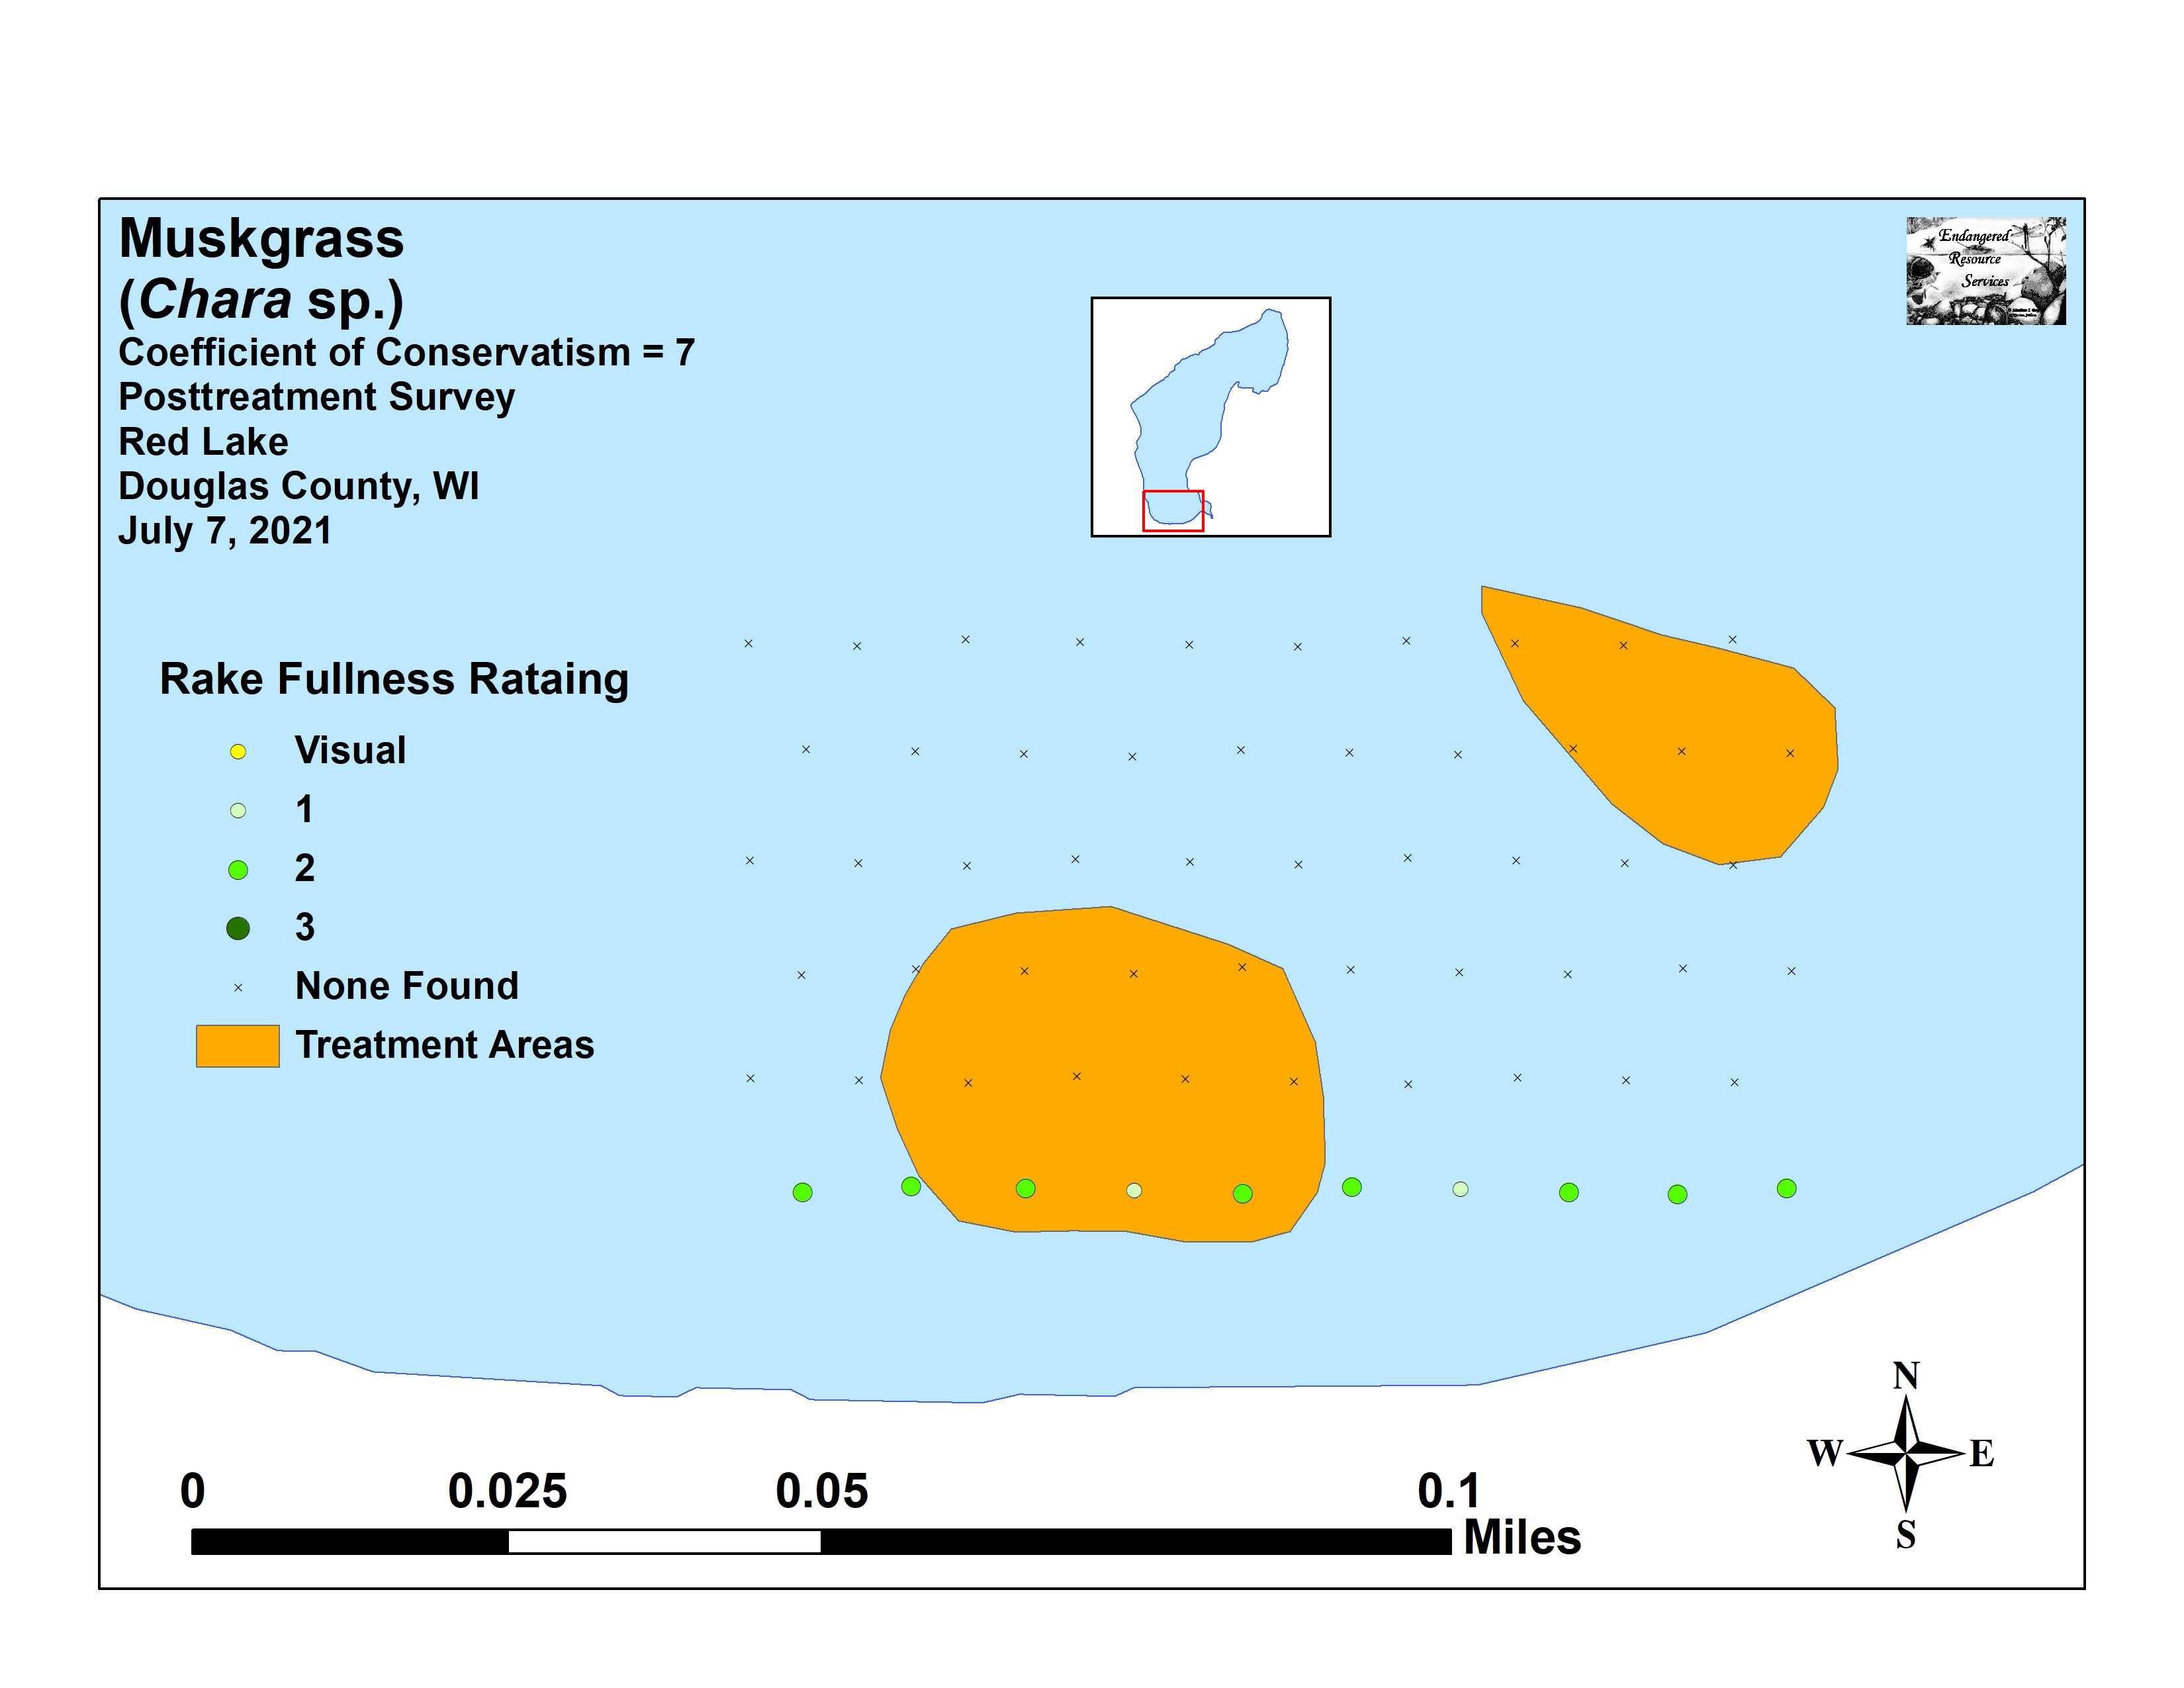 Muskgrass
(Chara sp.)
Coefficient of Conservatism = 7
Posttreatment Survey
Red Lake
Douglas County, WI
July 7, 2021
Endangered
Resource
Services
Rake Fullness Rataing
Visual
1
2
3
None Found
Treatment Areas
N
W E
S
0 0.025 0.05 0.1
Miles